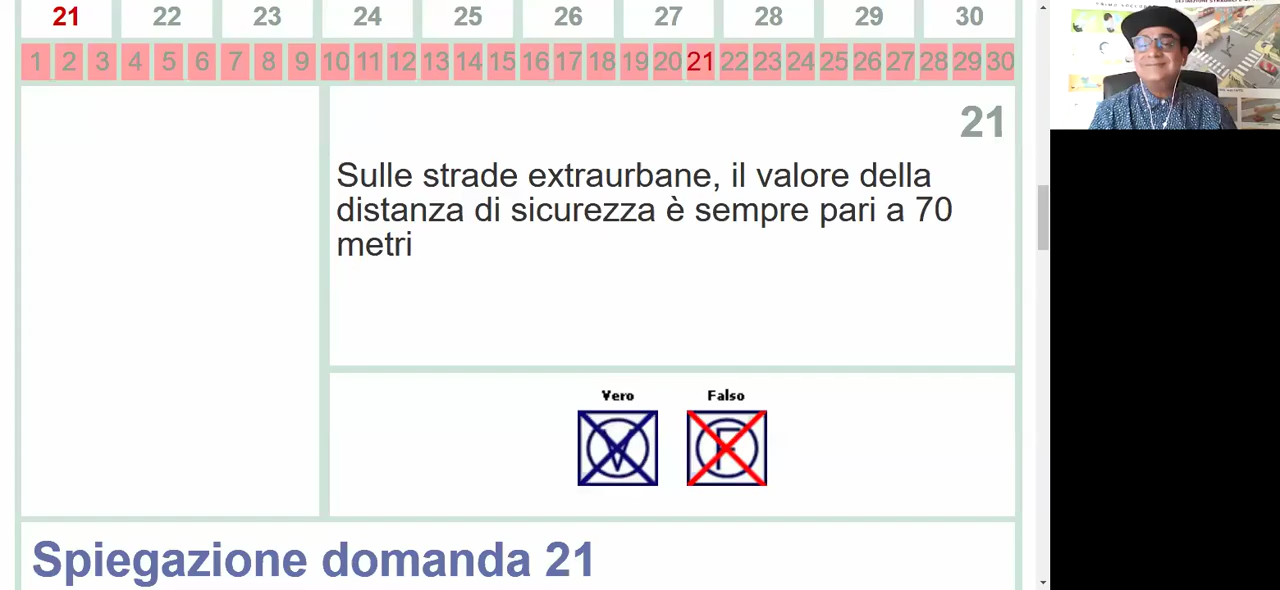 21 22 23 24 25 26 27 28 29 30
1 2 3 4 5 6 7 8 9 10 11 12 13 14 15 16 17 18 19 20 21 22 23 24 25 26 27 28 29 30
21
Sulle strade extraurbane, il valore della
distanza di sicurezza è sempre pari a 70
metri
Vero Falso
V F
Spiegazione domanda 21